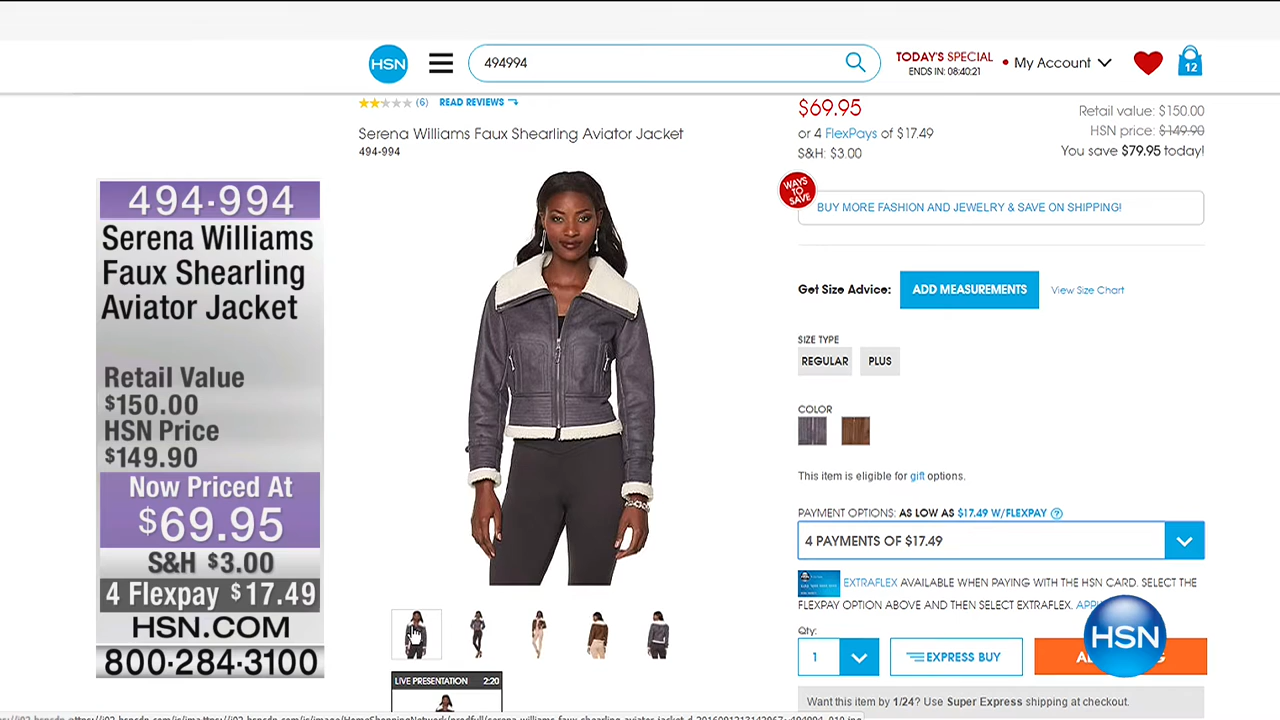 HSN
494994
TODAY'S SPECIAL
ENDS IN: 08:40:21
My Account
12
(6) READ REVIEWS
Serena Williams Faux Shearling Aviator Jacket
494-994
$69.95
or 4 FlexPays of $17.49
S&H: $3.00
Retail value: $150.00
HSN price: $149.90
You save $79.95 today!
WAYS
TO
SAVE
BUY MORE FASHION AND JEWELRY & SAVE ON SHIPPING!
Get Size Advice: ADD MEASUREMENTS View Size Chart
SIZE TYPE
REGULAR PLUS
COLOR
This item is eligible for gift options.
PAYMENT OPTIONS: AS LOW AS $17.49 W/FLEXPAY ?
4 PAYMENTS OF $17.49
EXTRAFLEX AVAILABLE WHEN PAYING WITH THE HSN CARD. SELECT THE
FLEXPAY OPTION ABOVE AND THEN SELECT EXTRAFLEX.
Qty:
1 EXPRESS BUY
HSN
Want this item by 1/24? Use Super Express shipping at checkout.
LIVE PRESENTATION 2:20
494-994
Serena Williams
Faux Shearling
Aviator Jacket
Retail Value
$150.00
HSN Price
$149.90
Now Priced At
$69.95
S&H $3.00
4 Flexpay $17.49
HSN.COM
800-284-3100